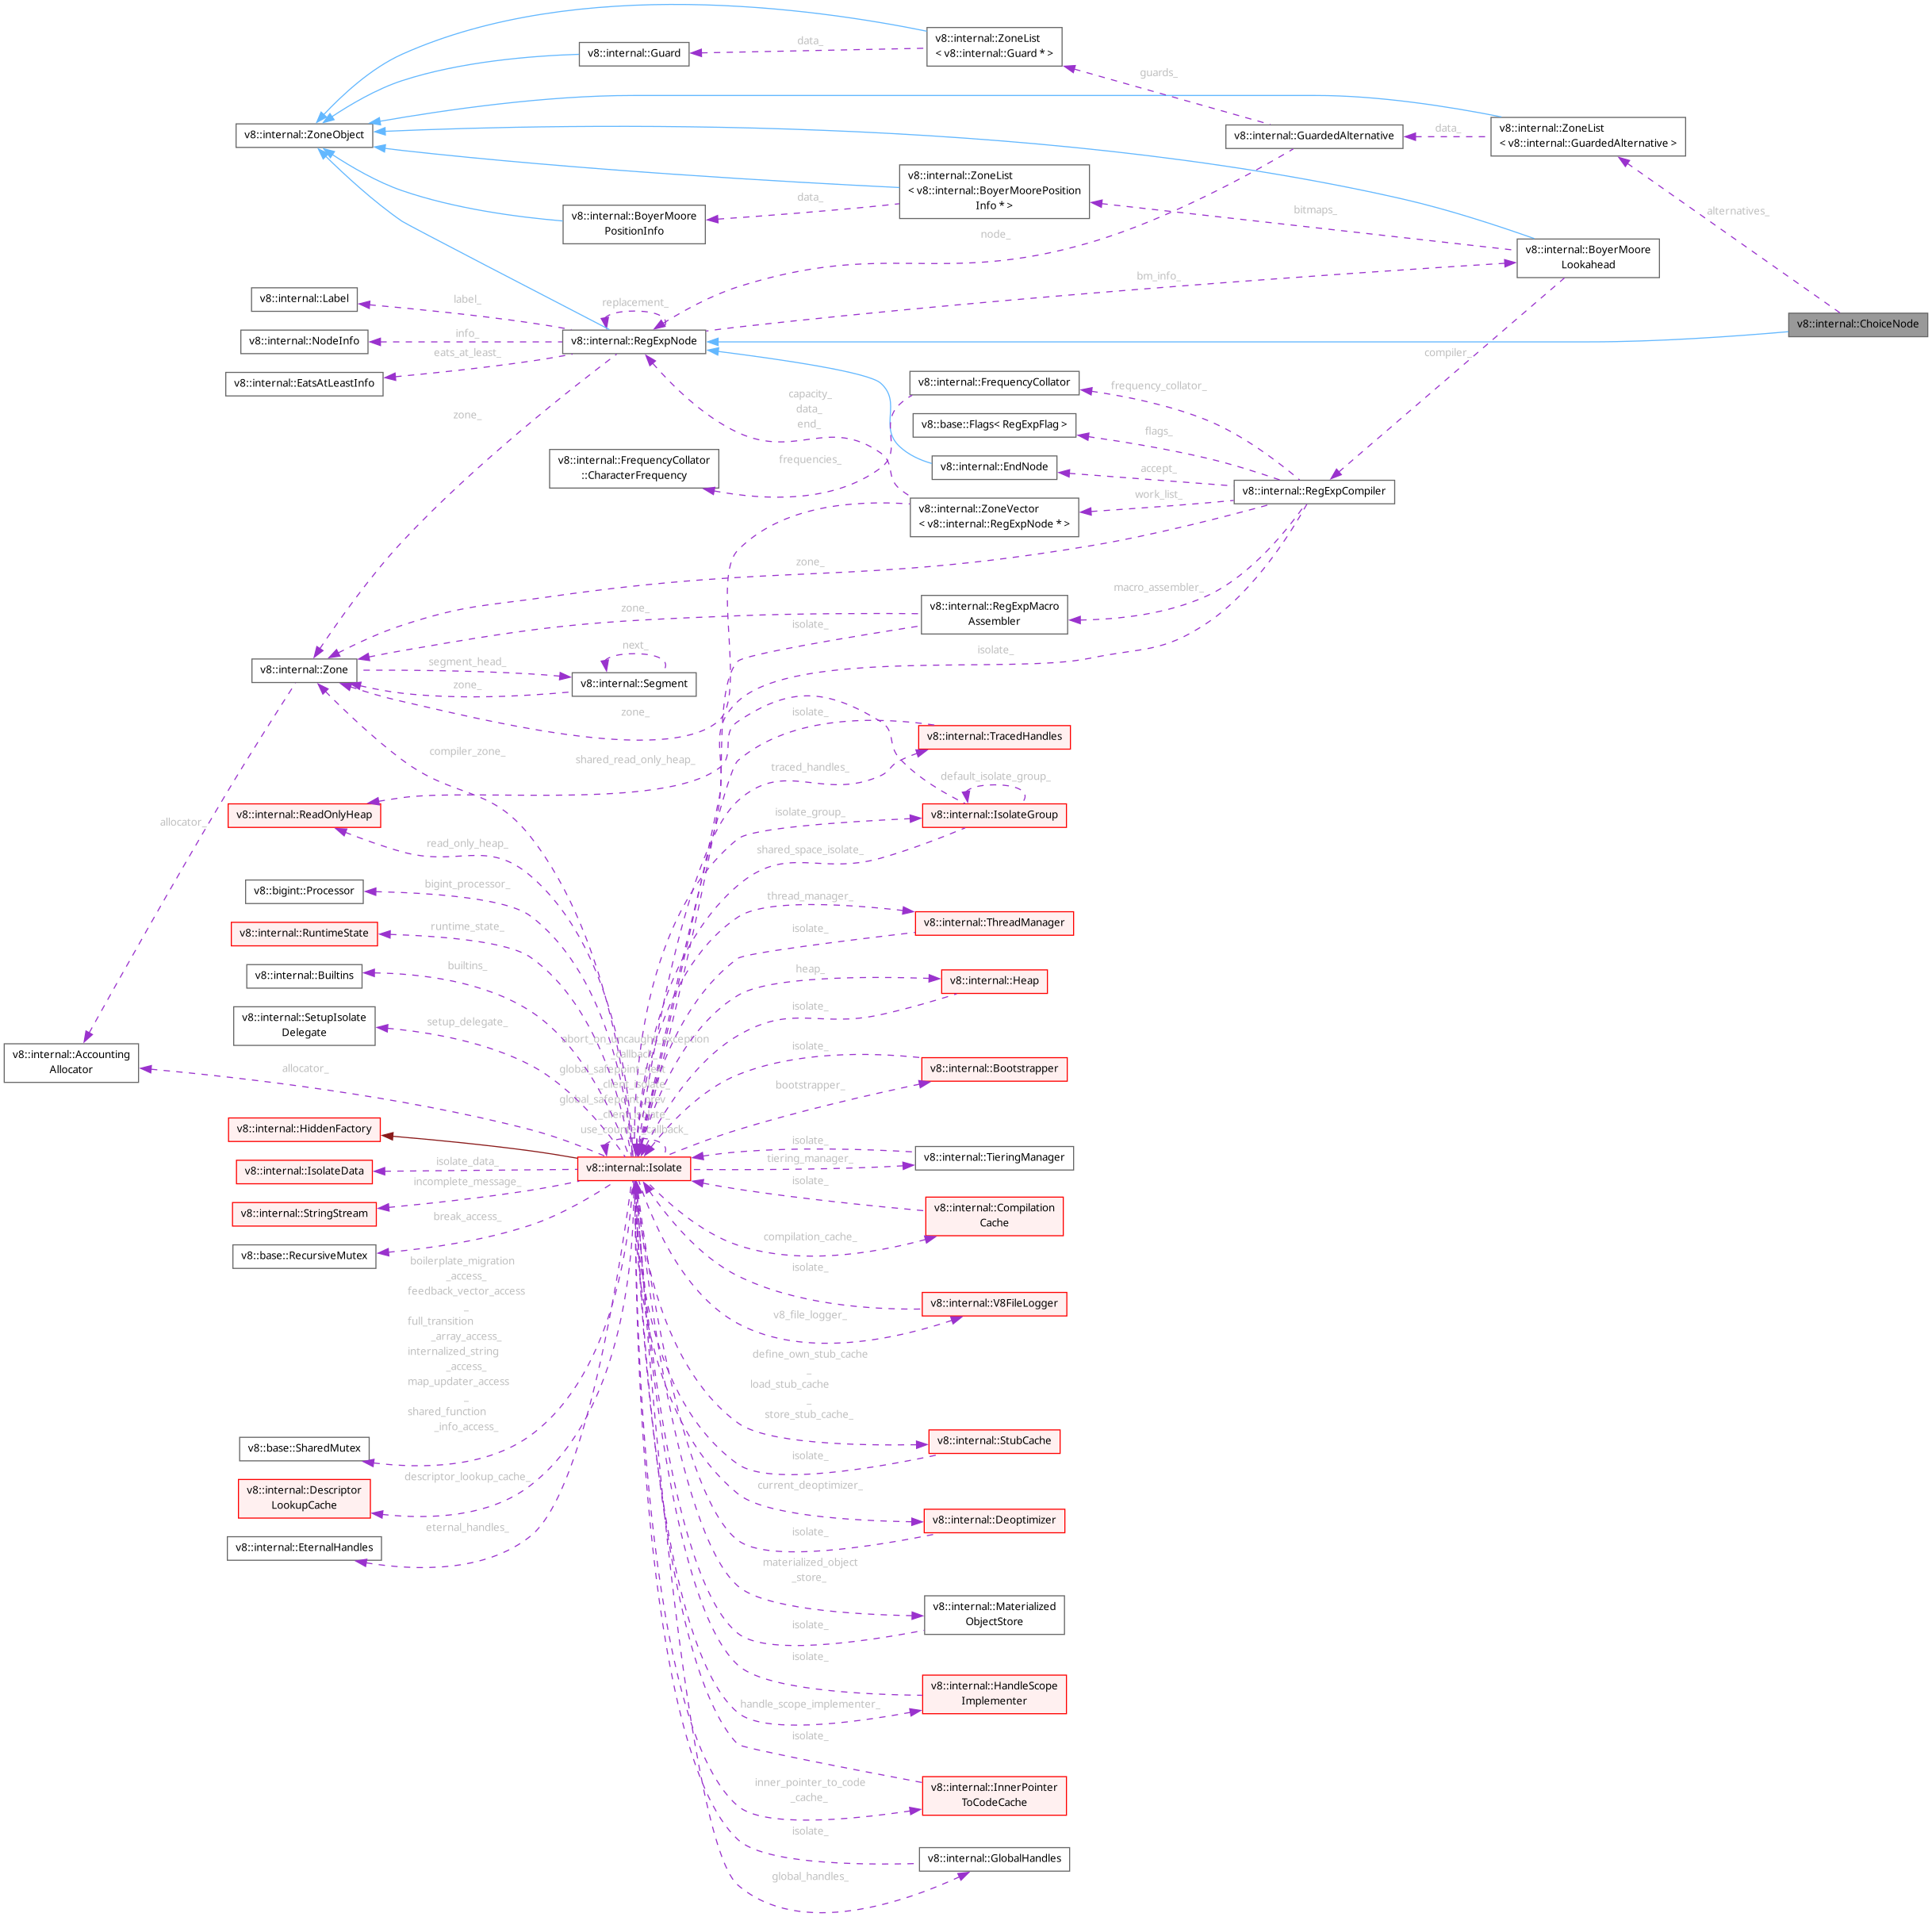 v8::internal::ZoneList
< v8::internal::Guard * >
data_
v8::internal::Guard
guards_
v8::internal::ZoneObject
v8::internal::GuardedAlternative
data_
v8::internal::ZoneList
< v8::internal::GuardedAlternative >
v8::internal::ZoneList
< v8::internal::BoyerMoorePosition
Info * >
data_
v8::internal::BoyerMoore
PositionInfo
bitmaps_
alternatives_
node_
v8::internal::BoyerMoore
Lookahead
bm_info_
v8::internal::Label
label_
replacement_
v8::internal::ChoiceNode
v8::internal::NodeInfo
info_
v8::internal::RegExpNode
eats_at_least_
v8::internal::EatsAtLeastInfo
compiler_
v8::internal::FrequencyCollator
frequency_collator_
capacity_
data_
end_
zone_
v8::base::Flags< RegExpFlag >
flags_
v8::internal::FrequencyCollator
::CharacterFrequency
frequencies_
v8::internal::EndNode
accept_
v8::internal::RegExpCompiler
work_list_
v8::internal::ZoneVector
< v8::internal::RegExpNode * >
zone_
macro_assembler_
v8::internal::RegExpMacro
Assembler
zone_
isolate_
isolate_
next_
v8::internal::Zone
segment_head_
v8::internal::Segment
zone_
zone_
isolate_
v8::internal::TracedHandles
compiler_zone_
shared_read_only_heap_
traced_handles_
default_isolate_group_
v8::internal::ReadOnlyHeap
isolate_group_
v8::internal::IsolateGroup
allocator_
read_only_heap_
shared_space_isolate_
v8::bigint::Processor
bigint_processor_
thread_manager_
v8::internal::ThreadManager
v8::internal::RuntimeState
runtime_state_
isolate_
v8::internal::Builtins
builtins_
heap_
v8::internal::Heap
v8::internal::SetupIsolate
Delegate
setup_delegate_
isolate_
abort_on_uncaught_exception
_callback_
global_safepoint_next
_client_isolate_
global_safepoint_prev
_client_isolate_
use_counter_callback_
v8::internal::Accounting
Allocator
allocator_
isolate_
v8::internal::Bootstrapper
bootstrapper_
v8::internal::HiddenFactory
isolate_
v8::internal::TieringManager
v8::internal::IsolateData
isolate_data_
v8::internal::Isolate
tiering_manager_
incomplete_message_
isolate_
v8::internal::StringStream
v8::internal::Compilation
Cache
break_access_
v8::base::RecursiveMutex
compilation_cache_
boilerplate_migration
_access_
feedback_vector_access
_
full_transition
_array_access_
internalized_string
_access_
map_updater_access
_
shared_function
_info_access_
isolate_
v8::internal::V8FileLogger
v8_file_logger_
define_own_stub_cache
_
load_stub_cache
_
store_stub_cache_
v8::internal::StubCache
v8::base::SharedMutex
isolate_
descriptor_lookup_cache_
v8::internal::Descriptor
LookupCache
current_deoptimizer_
v8::internal::Deoptimizer
eternal_handles_
isolate_
v8::internal::EternalHandles
materialized_object
_store_
v8::internal::Materialized
ObjectStore
isolate_
isolate_
v8::internal::HandleScope
Implementer
handle_scope_implementer_
isolate_
v8::internal::InnerPointer
ToCodeCache
inner_pointer_to_code
_cache_
isolate_
v8::internal::GlobalHandles
global_handles_